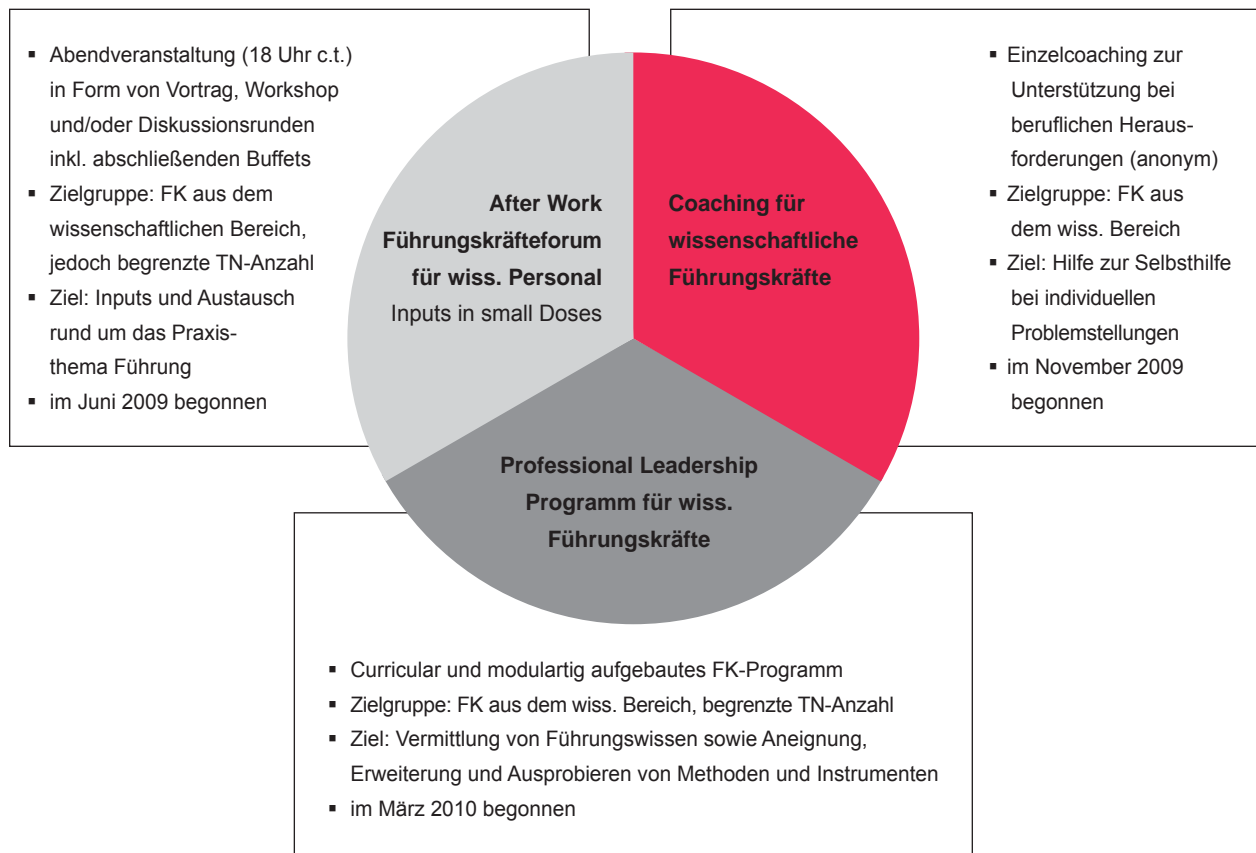 ▪ Abendveranstaltung (18 Uhr c.t.)
in Form von Vortrag, Workshop
und/oder Diskussionsrunden
inkl. abschließenden Buffets
▪ Zielgruppe: FK aus dem
wissenschaftlichen Bereich,
jedoch begrenzte TN-Anzahl
▪ Ziel: Inputs und Austausch
rund um das Praxis-
thema Führung
▪ im Juni 2009 begonnen
After Work
Führungskräfteforum
für wiss. Personal
Inputs in small Doses
Coaching für
wissenschaftliche
Führungskräfte
▪ Einzelcoaching zur
Unterstützung bei
beruflichen Heraus-
forderungen (anonym)
▪ Zielgruppe: FK aus
dem wiss. Bereich
▪ Ziel: Hilfe zur Selbsthilfe
bei individuellen
Problemstellungen
▪ im November 2009
begonnen
Professional Leadership
Programm für wiss.
Führungskräfte
▪ Curricular und modulartig aufgebautes FK-Programm
▪ Zielgruppe: FK aus dem wiss. Bereich, begrenzte TN-Anzahl
▪ Ziel: Vermittlung von Führungswissen sowie Aneignung,
Erweiterung und Ausprobieren von Methoden und Instrumenten
▪ im März 2010 begonnen